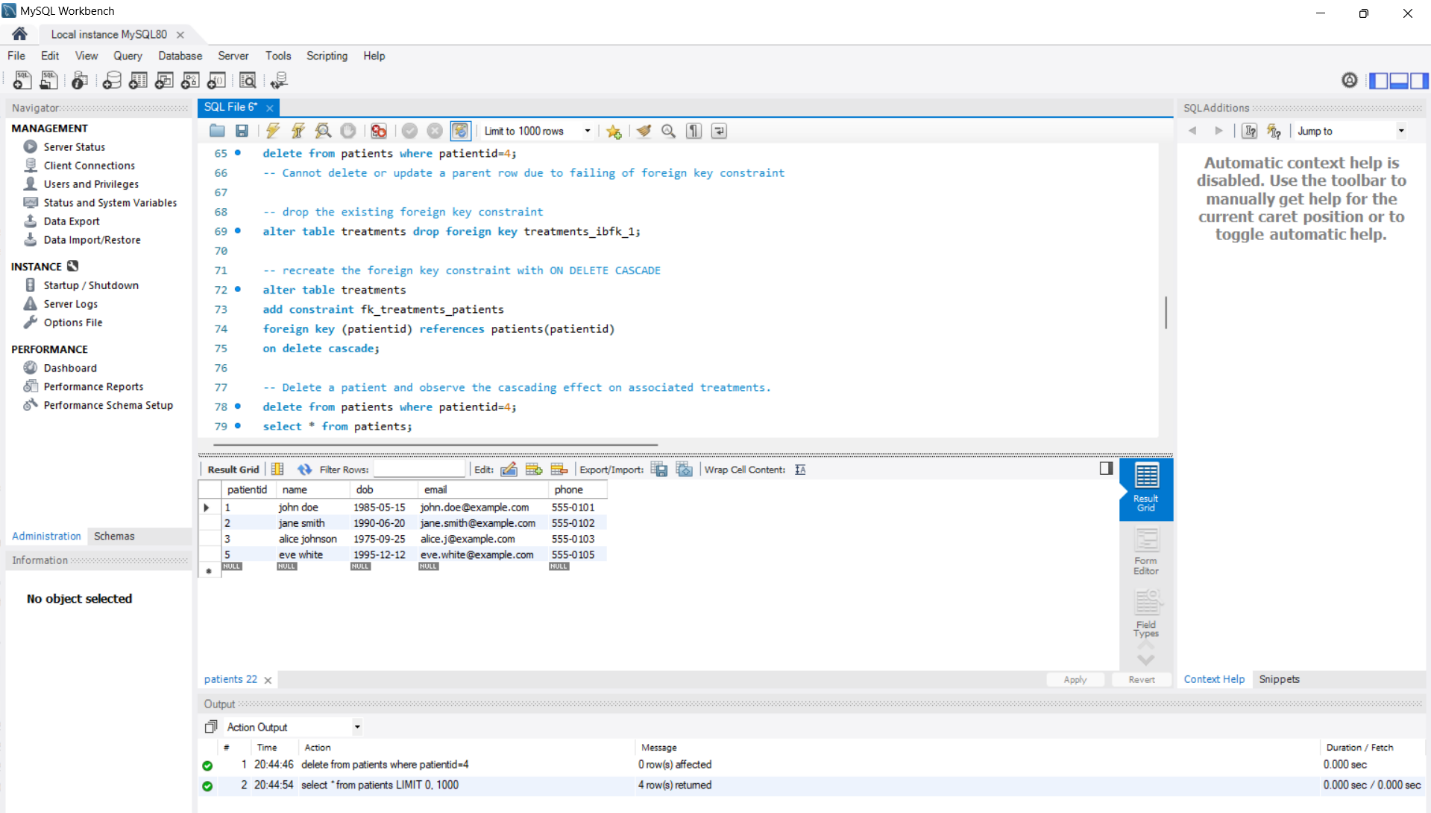 MySQL Workbench
Local instance MySQL80
File Edit View Query Database Server Tools Scripting Help
Navigator
MANAGEMENT
Server Status
Client Connections
Users and Privileges
Status and System Variables
Data Export
Data Import/Restore
INSTANCE
Startup / Shutdown
Server Logs
Options File
PERFORMANCE
Dashboard
Performance Reports
Performance Schema Setup
Administration Schemas
Information
No object selected
SQL File 6*
Limit to 1000 rows
65 delete from patients where patientid=4;
66 -- Cannot delete or update a parent row due to failing of foreign key constraint
67
68 -- drop the existing foreign key constraint
69 alter table treatments drop foreign key treatments_ibfk_1;
70
71 -- recreate the foreign key constraint with ON DELETE CASCADE
72 alter table treatments
73 add constraint fk_treatments_patients
74 foreign key (patientid) references patients(patientid)
75 on delete cascade;
76
77 -- Delete a patient and observe the cascading effect on associated treatments.
78 delete from patients where patientid=4;
79 select * from patients;
Result Grid Filter Rows: Edit: Export/Import: Wrap Cell Content:
patientid name dob email phone
1 john doe 1985-05-15 john.doe@example.com 555-0101
2 jane smith 1990-06-20 jane.smith@example.com 555-0102
3 alice johnson 1975-09-25 alice.j@example.com 555-0103
5 eve white 1995-12-12 eve.white@example.com 555-0105
NULL NULL NULL NULL NULL
Result
Grid
Form
Editor
Field
Types
patients 22
Apply Revert
SQLAdditions
Jump to
Automatic context help is
disabled. Use the toolbar to
manually get help for the
current caret position or to
toggle automatic help.
Context Help Snippets
Output
Action Output
# Time Action Message Duration / Fetch
1 20:44:46 delete from patients where patientid=4 0 row(s) affected 0.000 sec
2 20:44:54 select * from patients LIMIT 0, 1000 4 row(s) returned 0.000 sec / 0.000 sec